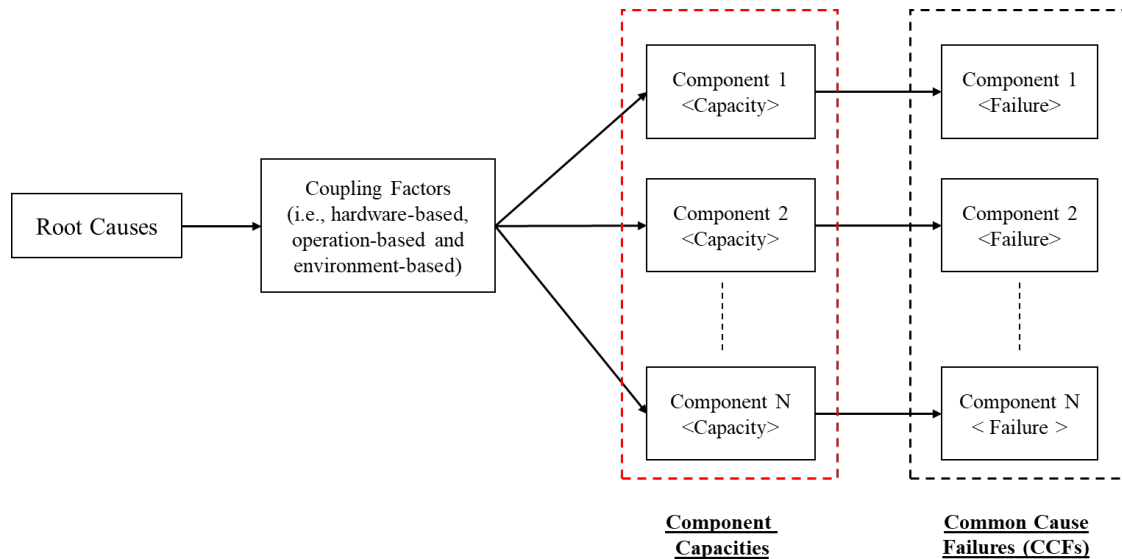 Root Causes
Coupling Factors
(i.e., hardware-based,
operation-based and
environment-based)
Component 1
<Capacity>
Component 2
<Capacity>
Component N
<Capacity>
Component
Capacities
Component 1
<Failure>
Component 2
<Failure>
Component N
< Failure >
Common Cause
Failures (CCFs)